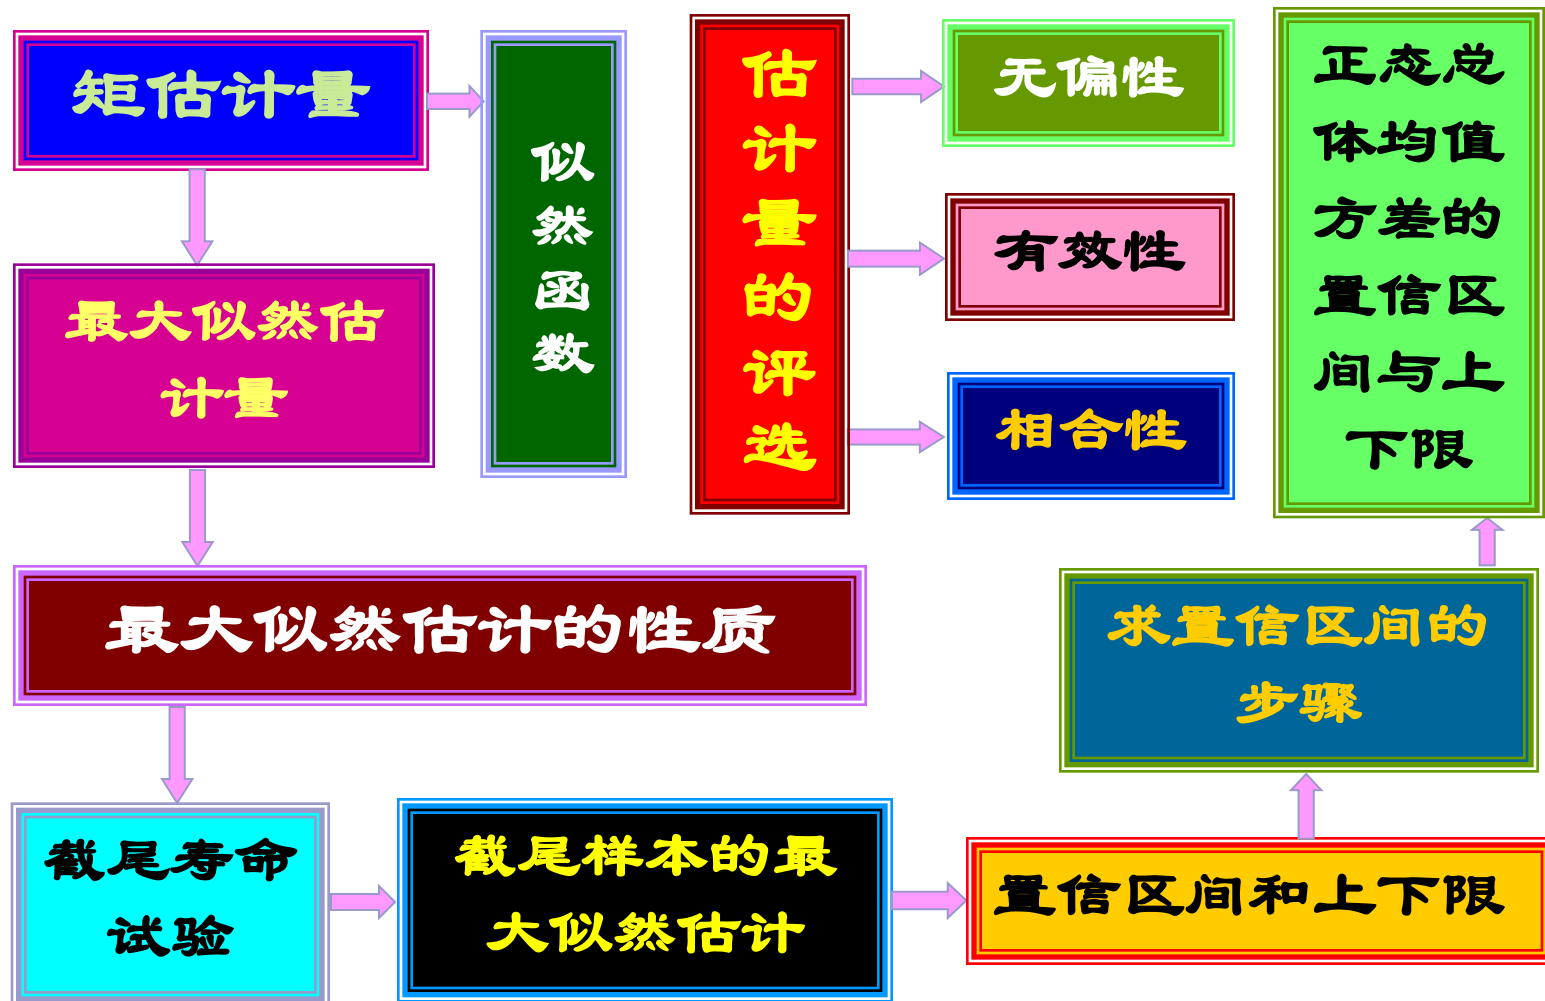 矩估计量
似
然
函
数
最大似然估
计量
最大似然估计的性质
截尾寿命
试验
截尾样本的最
大似然估计
置信区间和上下限
求置信区间的
步骤
正态总
体均值
方差的
置信区
间与上
下限
估
计
量
的
评
选
无偏性
有效性
相合性